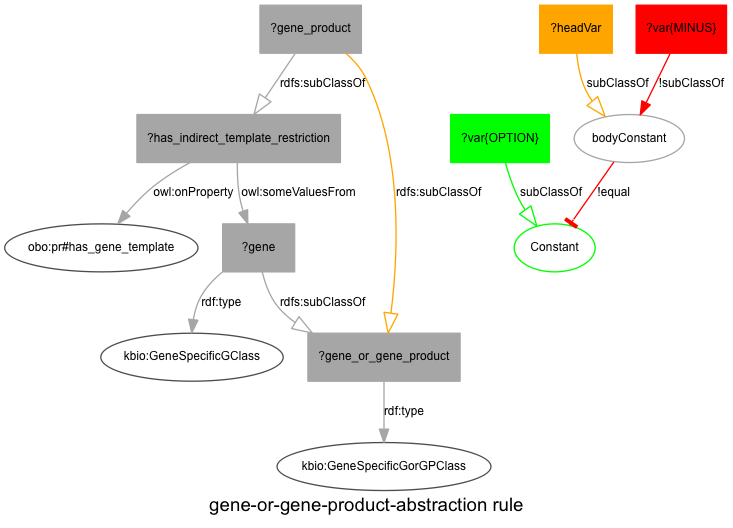 ?gene_product
?headVar
?var{MINUS}
rdfs:subClassOf
subClassOf
!subClassOf
?has_indirect_template_restriction
?var{OPTION}
bodyConstant
owl:onProperty
owl:someValuesFrom
rdfs:subClassOf
subClassOf
!equal
obo:pr#has_gene_template
?gene
Constant
rdf:type
rdfs:subClassOf
kbio:GeneSpecificGClass
?gene_or_gene_product
rdf:type
kbio:GeneSpecificGorGPClass
gene-or-gene-product-abstraction rule